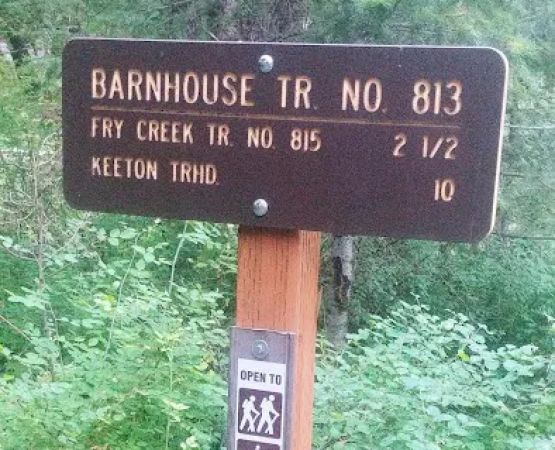 BARNHOUSE TR. NO. 813
FRY CREEK TR. NO. 815 2 1/2
KEETON TRHD. 10
OPEN TO